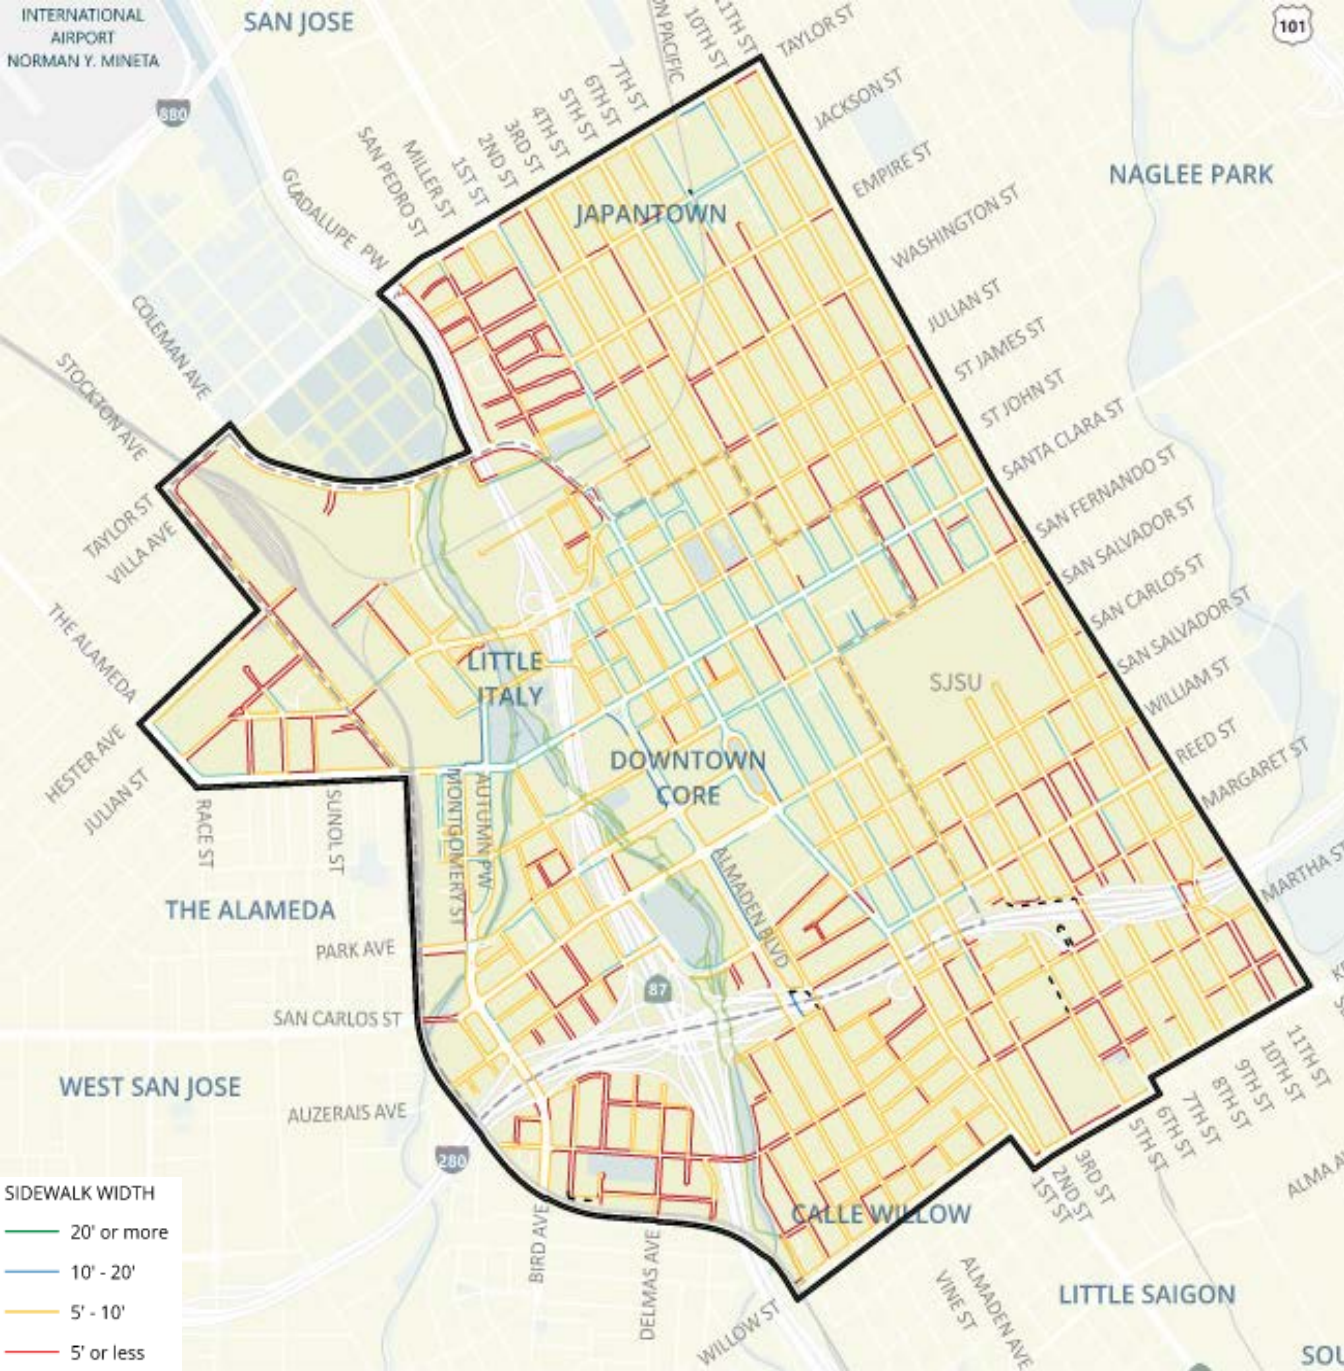 INTERNATIONAL
AIRPORT
NORMAN Y. MINETA
SAN JOSE
101
880
NAGLEE PARK
ON PACIFIC
10TH ST
11TH ST
TAYLOR ST
JACKSON ST
EMPIRE ST
WASHINGTON ST
JULIAN ST
ST JAMES ST
ST JOHN ST
SANTA CLARA ST
SAN FERNANDO ST
SAN SALVADOR ST
SAN CARLOS ST
SAN SALVADOR ST
WILLIAM ST
REED ST
MARGARET ST
MARTHA ST
7TH ST
6TH ST
5TH ST
4TH ST
3RD ST
2ND ST
1ST ST
MILLER ST
SAN PEDRO ST
GUADALUPE PW
COLEMAN AVE
STOCKTON AVE
TAYLOR ST
VILLA AVE
THE ALAMEDA
HESTER AVE
JULIAN ST
RACE ST
SUNOL ST
JAPANTOWN
LITTLE
ITALY
SJSU
DOWNTOWN
CORE
MONTGOMERY ST
AUTUMN PW
ALMADEN BLVD
THE ALAMEDA
PARK AVE
SAN CARLOS ST
87
WEST SAN JOSE
AUZERAIS AVE
280
BIRD AVE
DELMAS AVE
WILLOW ST
CALLE WILLOW
ALMADEN AVE
VINE ST
1ST ST
2ND ST
3RD ST
5TH ST
6TH ST
7TH ST
8TH ST
9TH ST
10TH ST
11TH ST
ALMA A
LITTLE SAIGON
SOU
SIDEWALK WIDTH
20' or more
10' - 20'
5' - 10'
5' or less